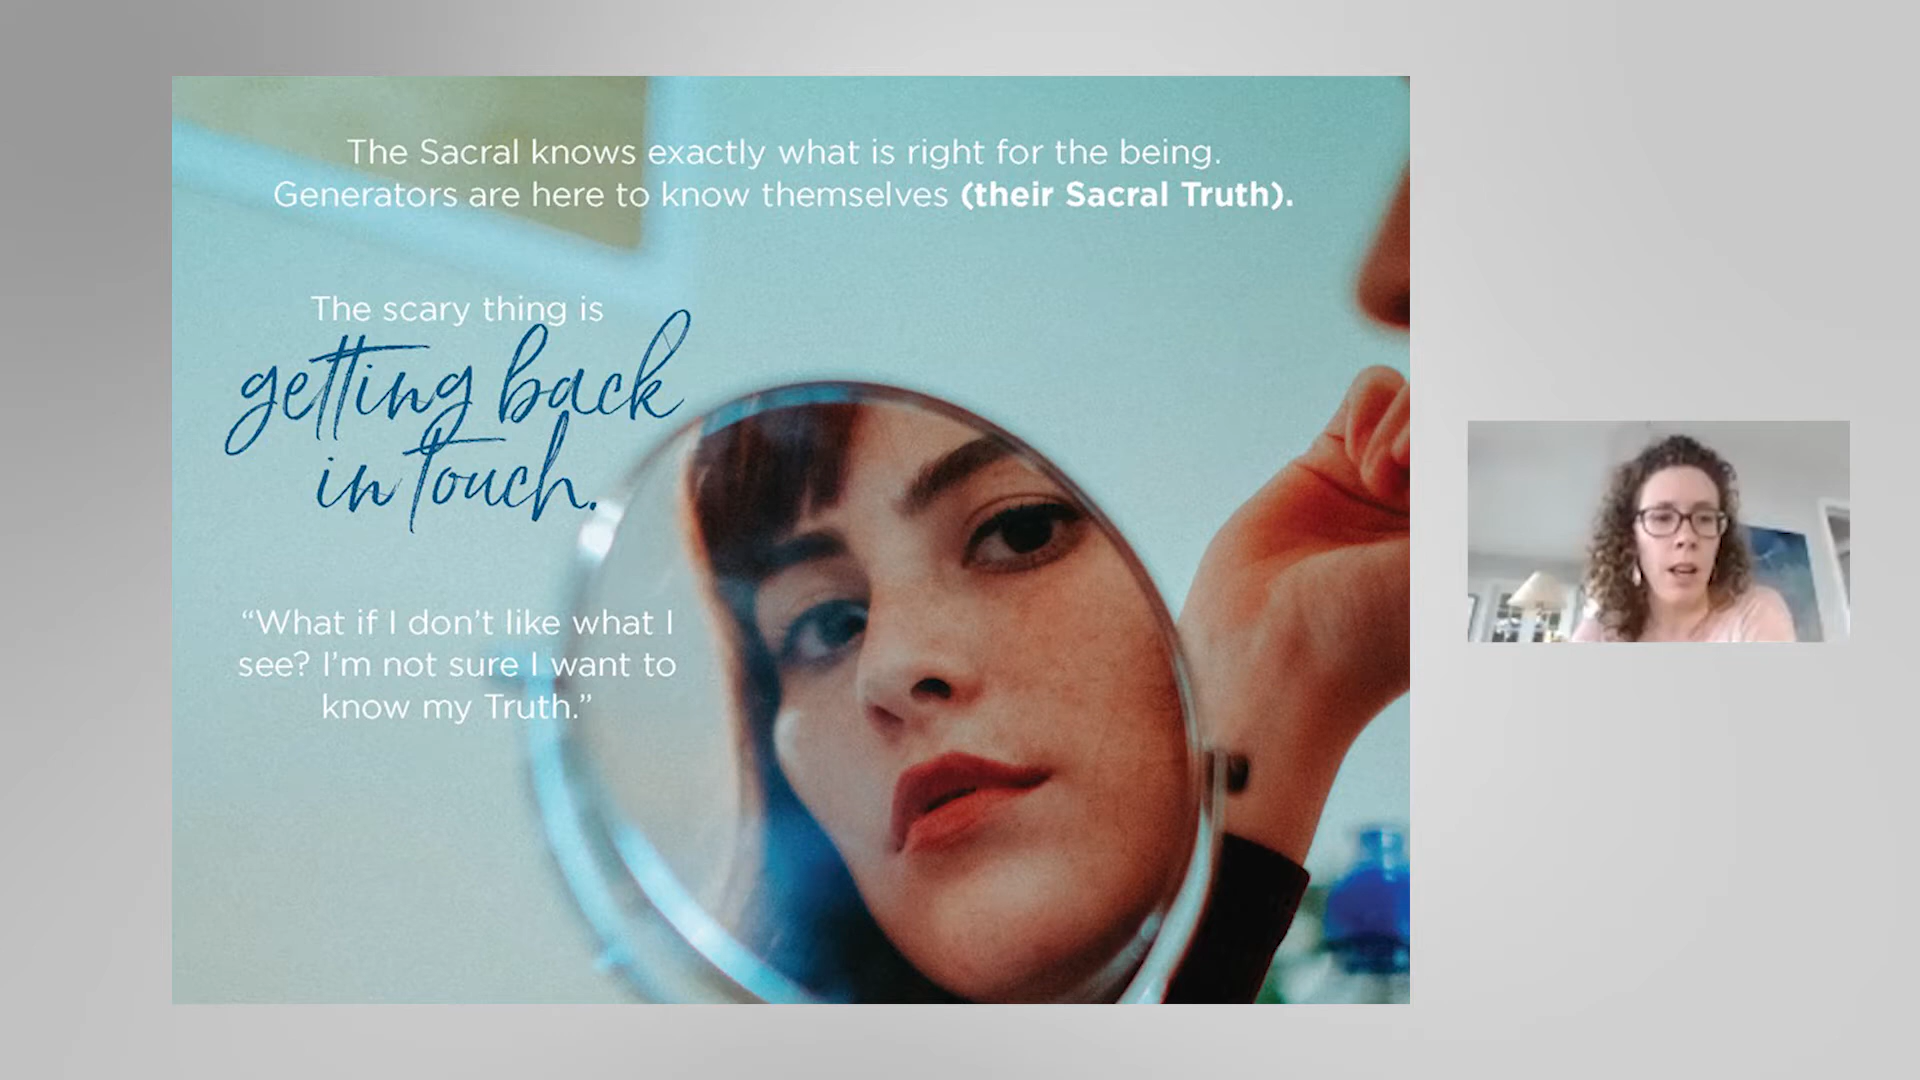 The Sacral knows exactly what is right for the being.
Generators are here to know themselves (their Sacral Truth).
The scary thing is
getting back
in touch.
“What if I don’t like what I
see? I’m not sure I want to
know my Truth.”